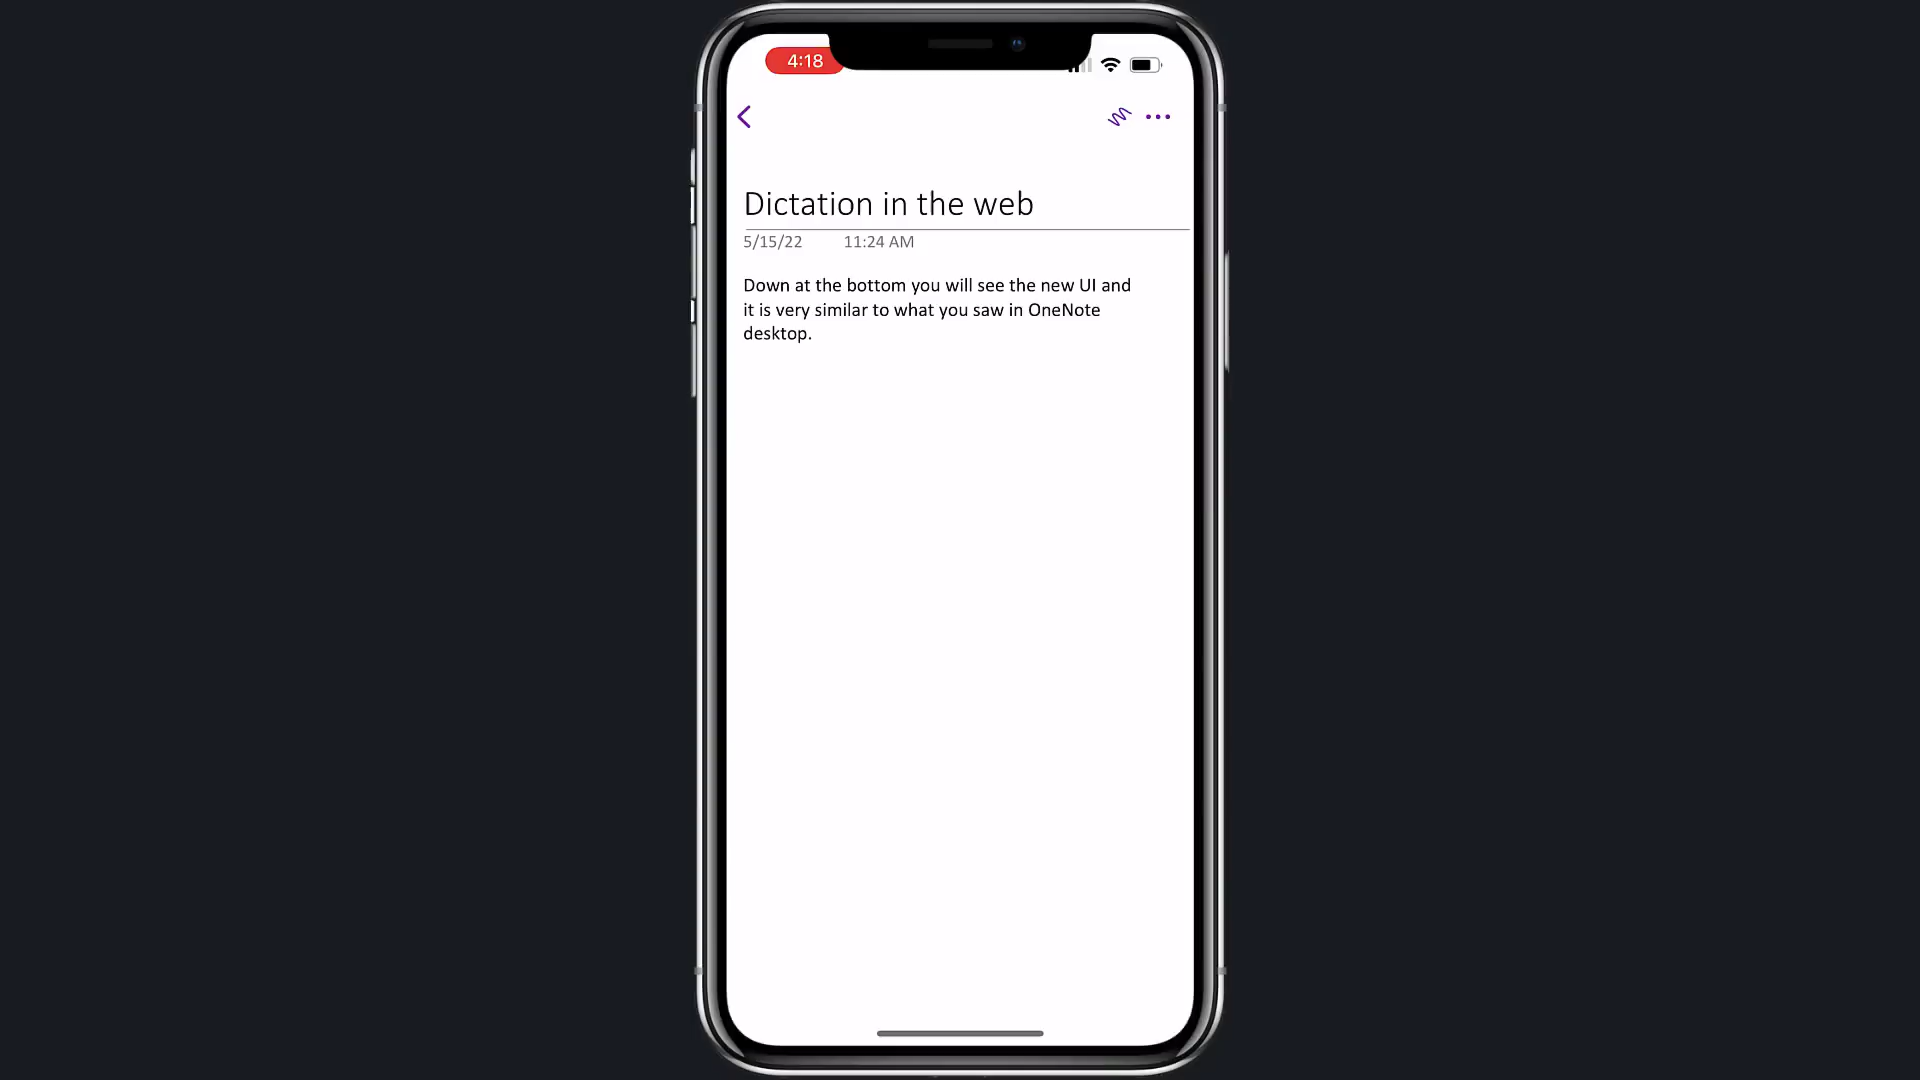 4:18
Dictation in the web
5/15/22 11:24 AM
Down at the bottom you will see the new UI and
it is very similar to what you saw in OneNote
desktop.